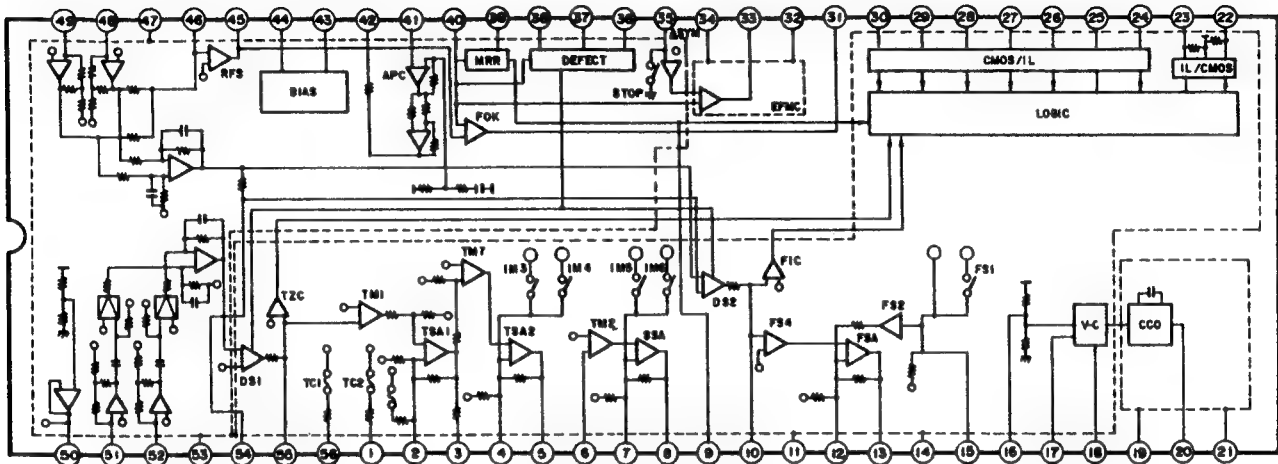 49 48 47 46 45 44 43 42 41 40 39 38 37 36 35 34 33 32 31 30 29 28 27 26 25 24 23 22
ASYM
RFS
BIAS
APC
MRR
DEFECT
STOP
EFMC
CMOS/IL
IL/CMOS
FOK
LOGIC
TM7
IM3
IM4
IM5
IM6
FIC
FS1
TZC
TM1
DS2
FS2
TSA1
TSA2
TM2
SSA
FS4
FSA
V-C
CCO
DS1
TC1
TC2
50 51 52 53 54 55 56 1 2 3 4 5 6 7 8 9 10 11 12 13 14 15 16 17 18 19 20 21